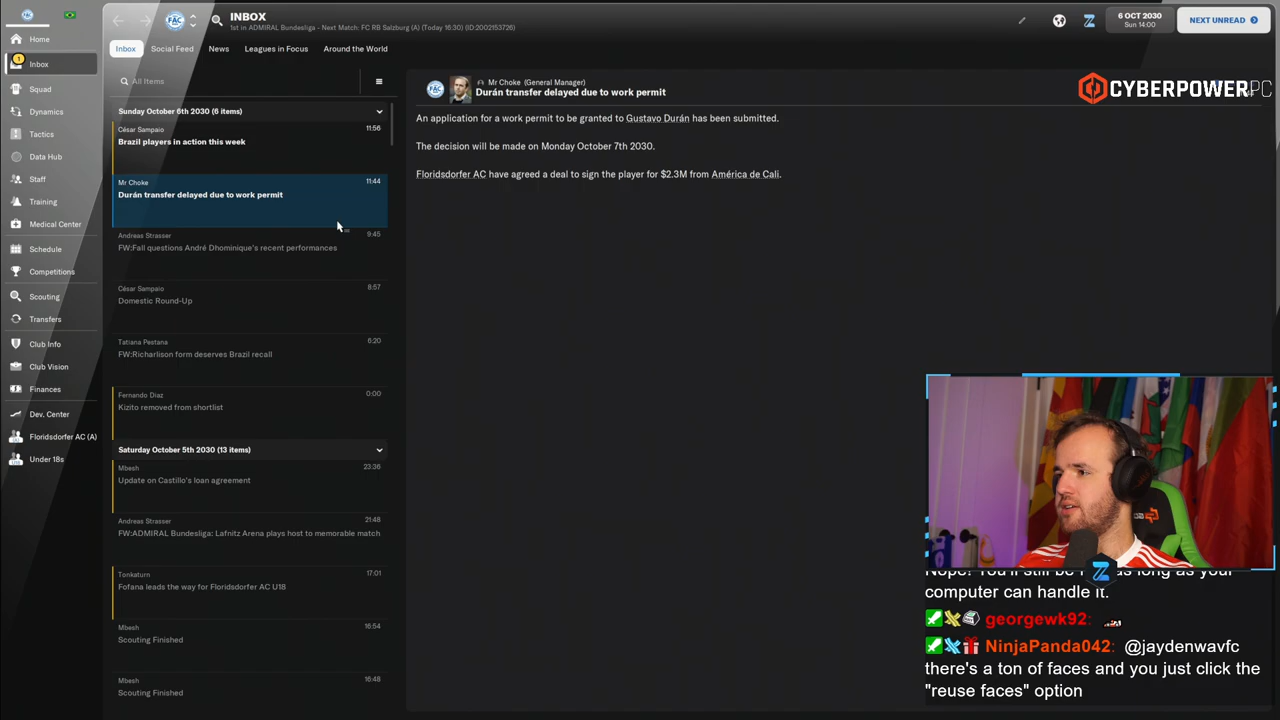 INBOX
1st in ADMIRAL Bundesliga - Next Match: FC RB Salzburg (A) (Today 16:30) (ID:2002153726)
6 OCT 2030
Sun 14:00
NEXT UNREAD
Home
1
Inbox
Squad
Dynamics
Tactics
Data Hub
Staff
Training
Medical Center
Schedule
Competitions
Scouting
Transfers
Club Info
Club Vision
Finances
Dev. Center
Floridsdorfer AC (A)
Under 18s
Inbox
Social Feed
News
Leagues in Focus
Around the World
All Items
Sunday October 6th 2030 (6 items)
César Sampaio 11:56
Brazil players in action this week
Mr Choke 11:44
Durán transfer delayed due to work permit
Andreas Strasser 9:45
FW:Fall questions André Dhominique's recent performances
César Sampaio 8:57
Domestic Round-Up
Tatiana Pestana 6:20
FW:Richarlison form deserves Brazil recall
Fernando Diaz 0:00
Kizito removed from shortlist
Saturday October 5th 2030 (13 items)
Mbesh 23:36
Update on Castillo's loan agreement
Andreas Strasser 21:48
FW:ADMIRAL Bundesliga: Lafnitz Arena plays host to memorable match
Tonkaturn 17:01
Fofana leads the way for Floridsdorfer AC U18
Mbesh 16:54
Scouting Finished
Mbesh 16:48
Scouting Finished
Mr Choke (General Manager)
Durán transfer delayed due to work permit
An application for a work permit to be granted to Gustavo Durán has been submitted.
The decision will be made on Monday October 7th 2030.
Floridsdorfer AC have agreed a deal to sign the player for $2.3M from América de Cali.
CYBERPOWERPC
computer can handle it.
georgewk92:
NinjaPanda042: @jaydenwavfc
there's a ton of faces and you just click the
"reuse faces" option